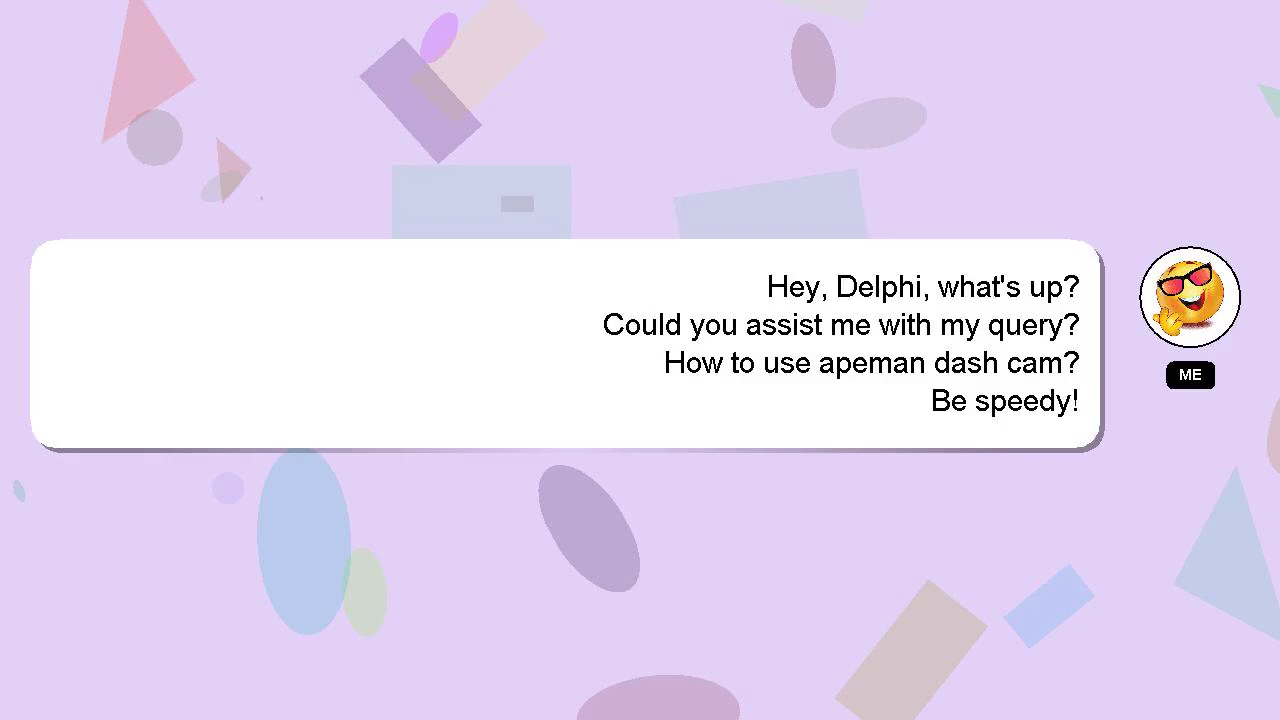 Hey, Delphi, what's up?
Could you assist me with my query?
How to use apeman dash cam?
Be speedy!
ME